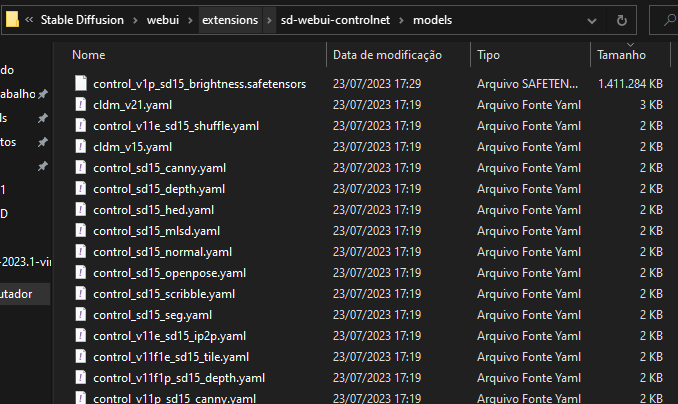 Stable Diffusion > webui > extensions > sd-webui-controlnet > models
Nome Data de modificação Tipo Tamanho
control_v1p_sd15_brightness.safetensors 23/07/2023 17:29 Arquivo SAFETEN... 1.411.284 KB
cldm_v21.yaml 23/07/2023 17:19 Arquivo Fonte Yaml 3 KB
control_v11e_sd15_shuffle.yaml 23/07/2023 17:19 Arquivo Fonte Yaml 2 KB
cldm_v15.yaml 23/07/2023 17:19 Arquivo Fonte Yaml 2 KB
control_sd15_canny.yaml 23/07/2023 17:19 Arquivo Fonte Yaml 2 KB
control_sd15_depth.yaml 23/07/2023 17:19 Arquivo Fonte Yaml 2 KB
control_sd15_hed.yaml 23/07/2023 17:19 Arquivo Fonte Yaml 2 KB
control_sd15_mlsd.yaml 23/07/2023 17:19 Arquivo Fonte Yaml 2 KB
control_sd15_normal.yaml 23/07/2023 17:19 Arquivo Fonte Yaml 2 KB
control_sd15_openpose.yaml 23/07/2023 17:19 Arquivo Fonte Yaml 2 KB
control_sd15_scribble.yaml 23/07/2023 17:19 Arquivo Fonte Yaml 2 KB
control_sd15_seg.yaml 23/07/2023 17:19 Arquivo Fonte Yaml 2 KB
control_v11e_sd15_ip2p.yaml 23/07/2023 17:19 Arquivo Fonte Yaml 2 KB
control_v11f1e_sd15_tile.yaml 23/07/2023 17:19 Arquivo Fonte Yaml 2 KB
control_v11f1p_sd15_depth.yaml 23/07/2023 17:19 Arquivo Fonte Yaml 2 KB
control_v11p_sd15_canny.yaml 23/07/2023 17:19 Arquivo Fonte Yaml 2 KB